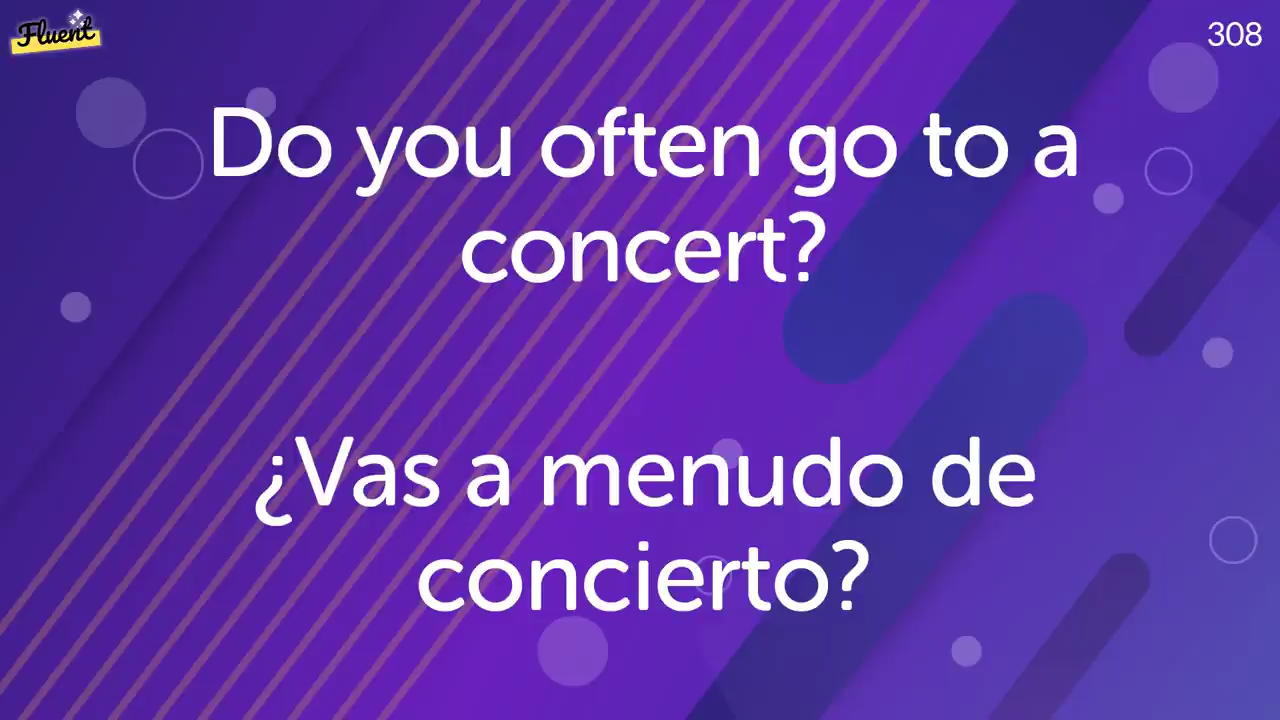 Fluent
308
Do you often go to a
concert?
¿Vas a menudo de
concierto?